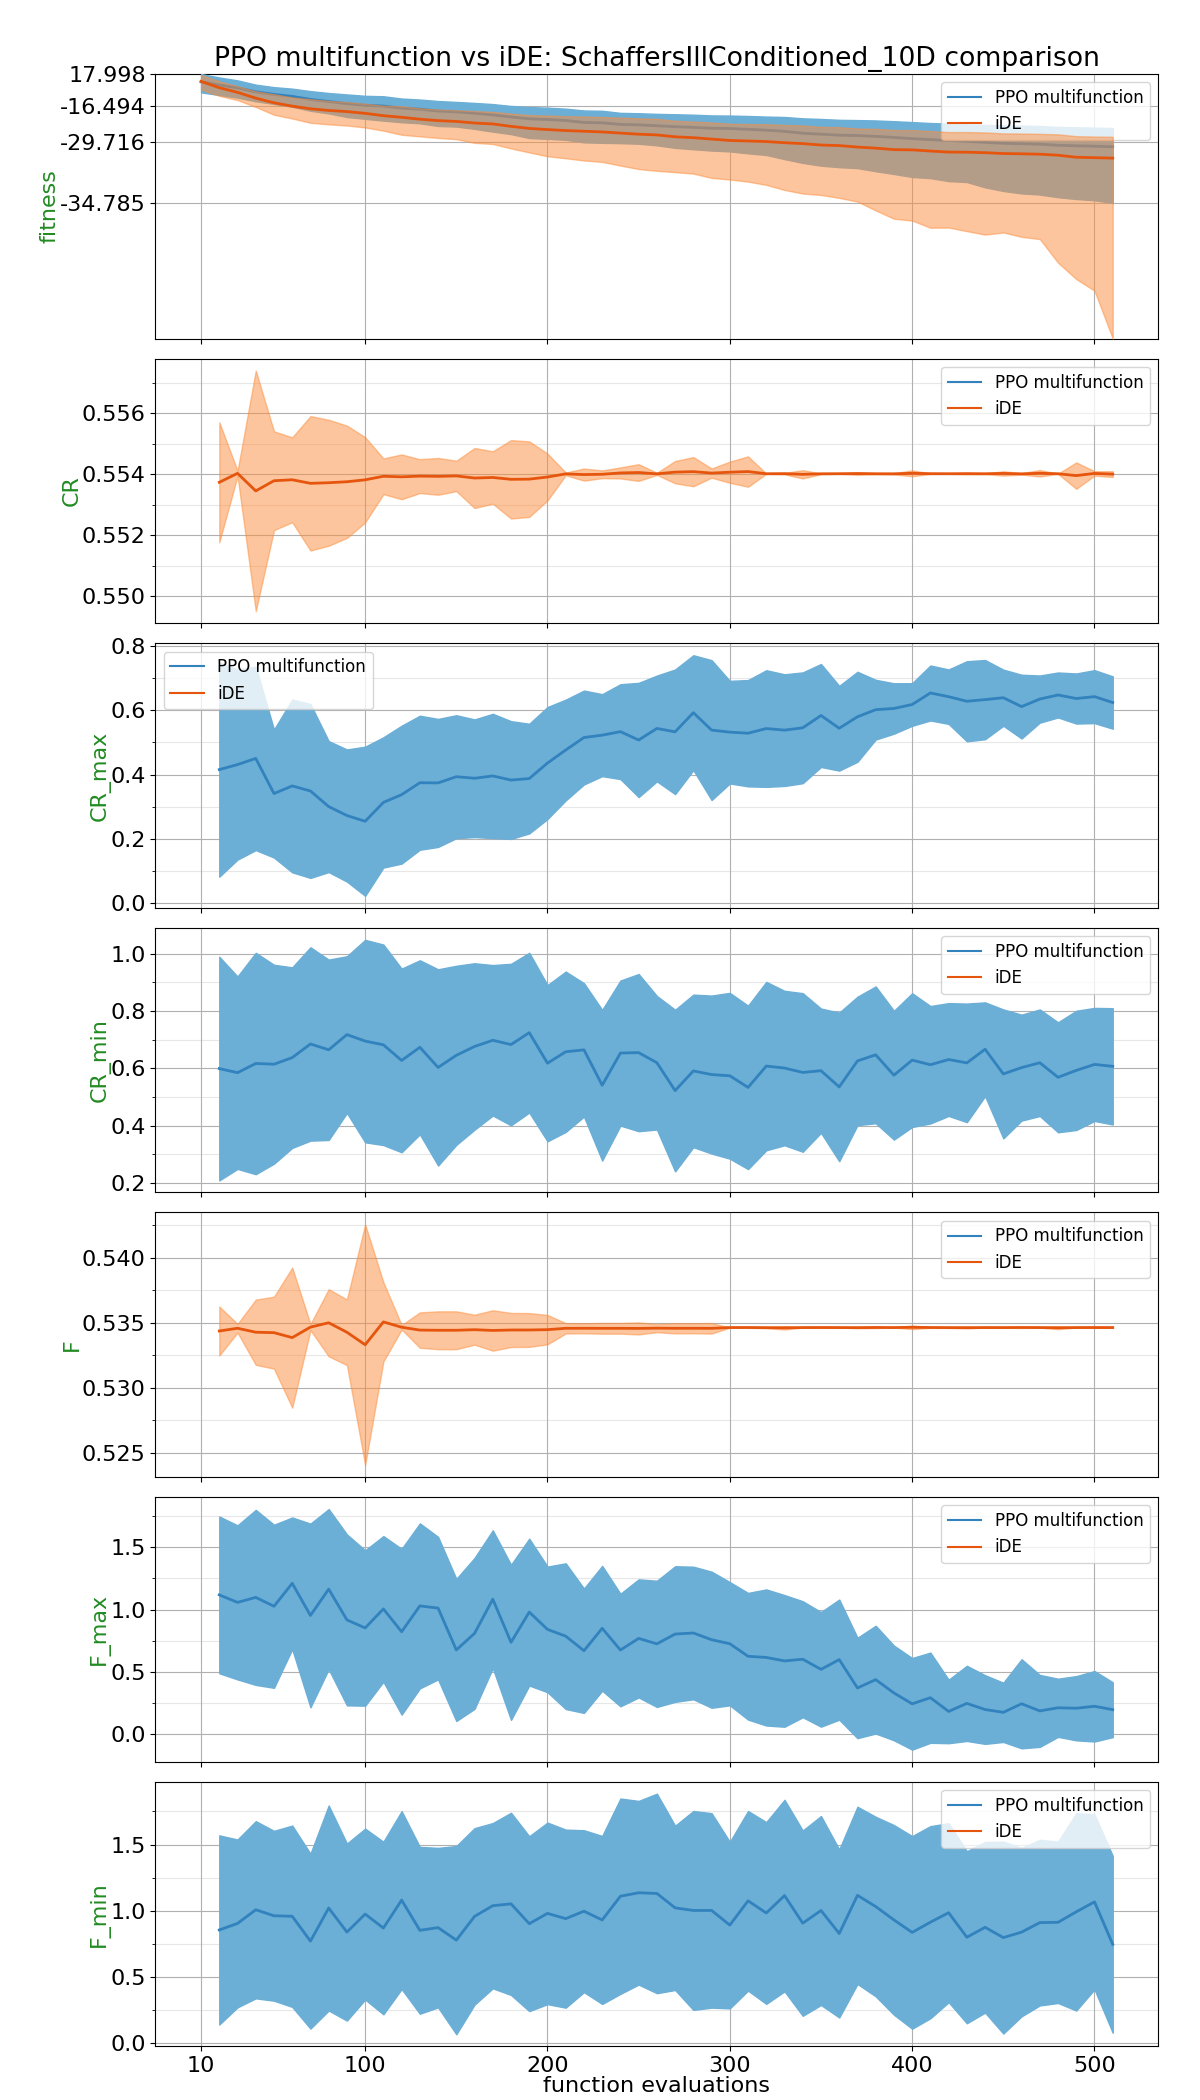 PPO multifunction vs iDE: SchaffersIllConditioned_10D comparison
17.998
-16.494
-29.716
-34.785
fitness
PPO multifunction
iDE
0.556
0.554
0.552
0.550
CR
PPO multifunction
iDE
0.8
0.6
0.4
0.2
0.0
CR_max
PPO multifunction
iDE
1.0
0.8
0.6
0.4
0.2
CR_min
PPO multifunction
iDE
0.540
0.535
0.530
0.525
F
PPO multifunction
iDE
1.5
1.0
0.5
0.0
F_max
PPO multifunction
iDE
1.5
1.0
0.5
0.0
F_min
PPO multifunction
iDE
10 100 200 300 400 500
function evaluations